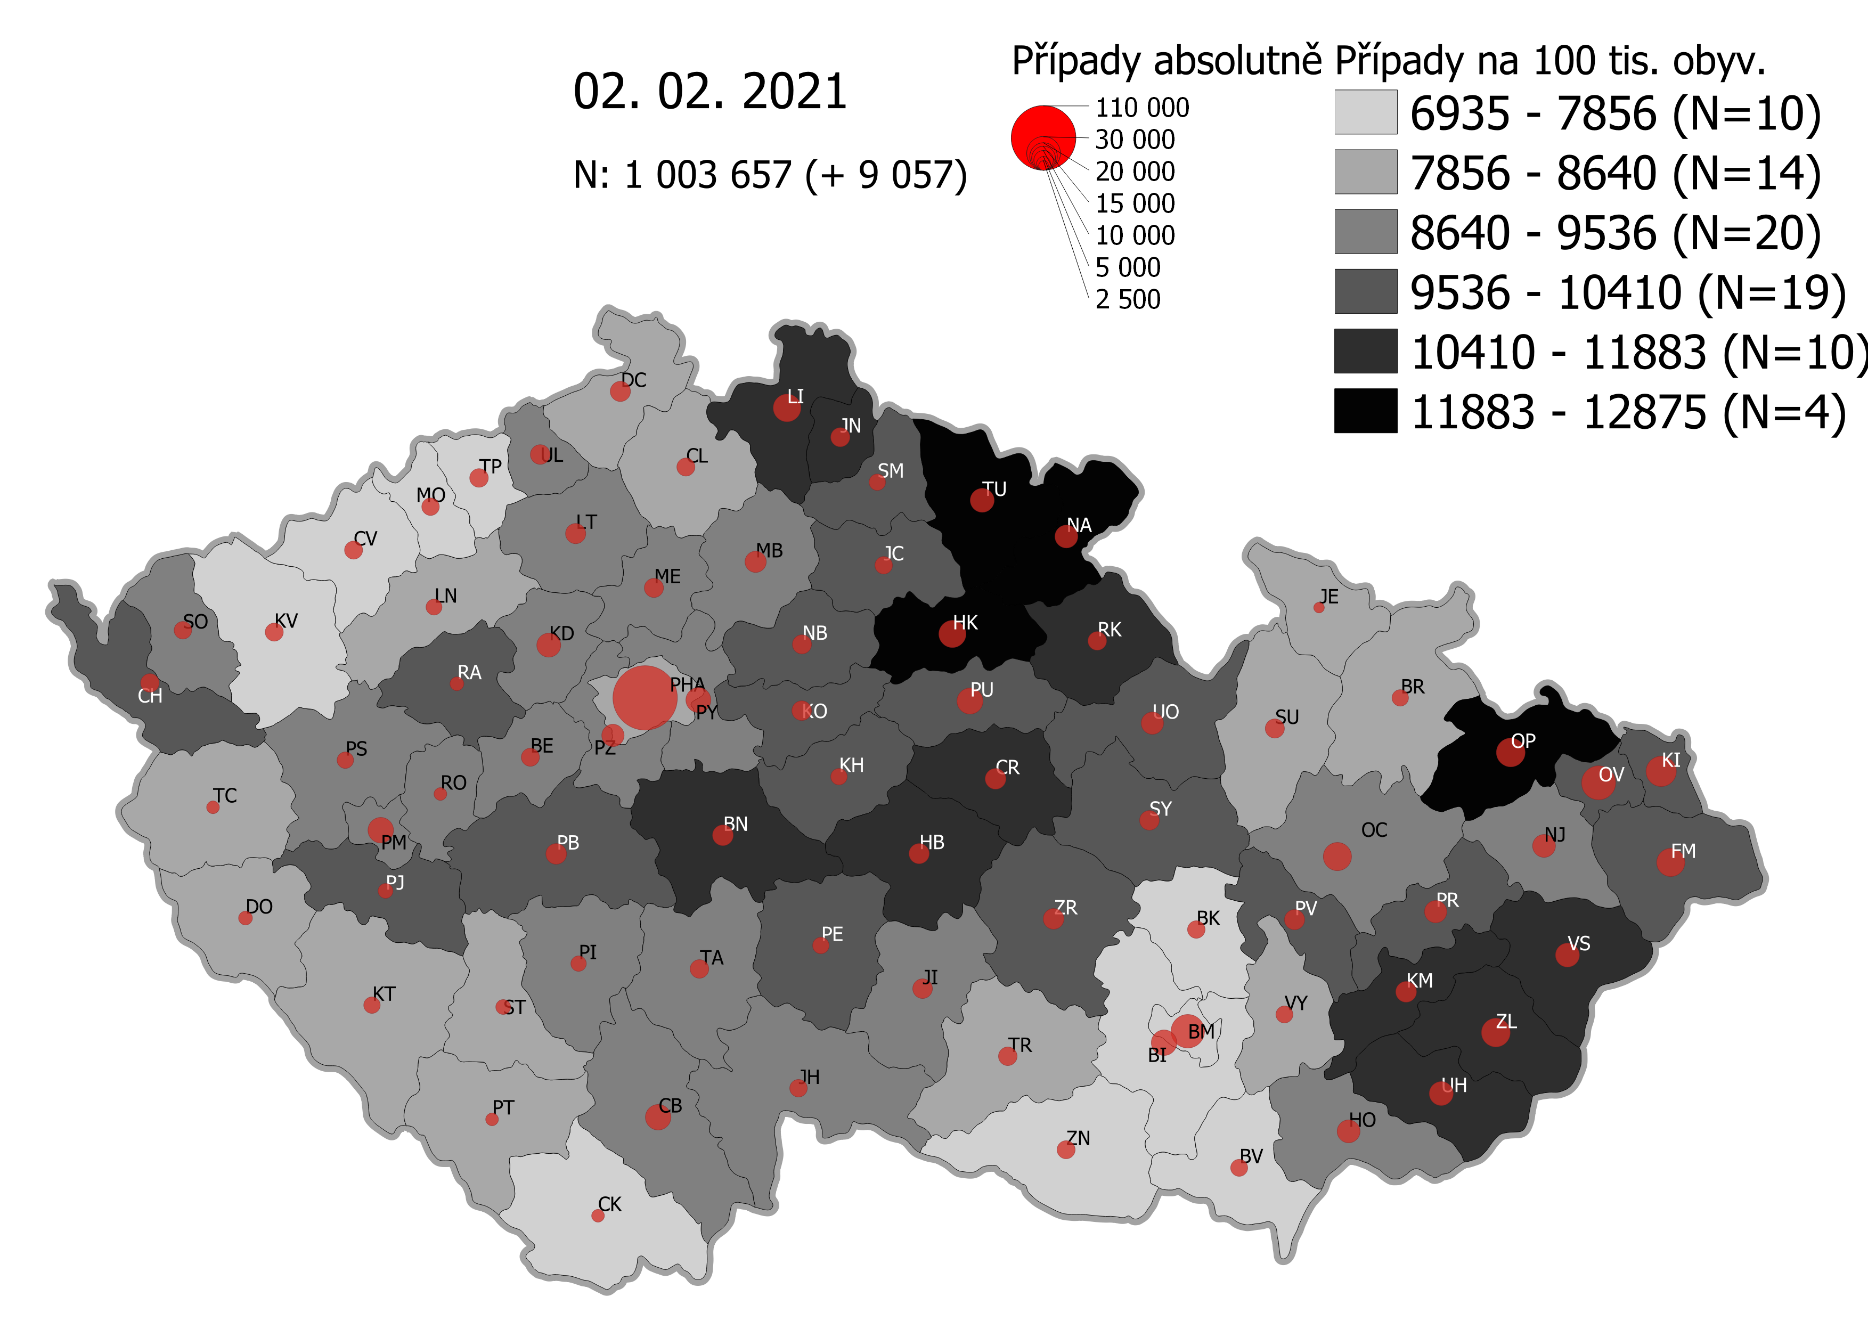 02. 02. 2021
N: 1 003 657 (+ 9 057)
Případy absolutně
110 000
30 000
20 000
15 000
10 000
5 000
2 500
Případy na 100 tis. obyv.
6935 - 7856 (N=10)
7856 - 8640 (N=14)
8640 - 9536 (N=20)
9536 - 10410 (N=19)
10410 - 11883 (N=10)
11883 - 12875 (N=4)
DC
LI
JN
UL
CL
TP
SM
MO
TU
LT
NA
CV
MB
JC
ME
LN
JE
SO
KV
KD
NB
HK
RK
RA
PHA
CH
PU
BR
PY
KO
UO
SU
PS
BE
PZ
OP
KH
CR
KI
RO
OV
TC
SY
BN
PM
PB
HB
OC
NJ
FM
PJ
DO
ZR
PV
PR
BK
PE
PI
TA
VS
JI
KM
KT
ST
VY
ZL
BM
TR
BI
JH
UH
PT
CB
HO
ZN
BV
CK